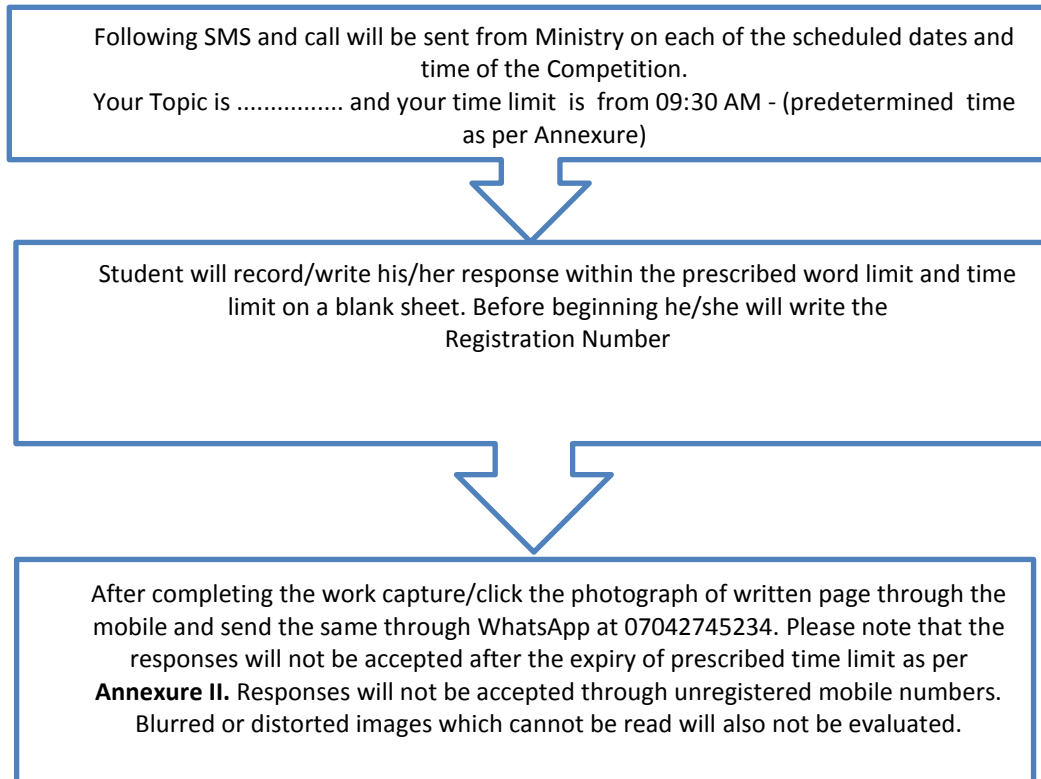 Following SMS and call will be sent from Ministry on each of the scheduled dates and
time of the Competition.
Your Topic is ................ and your time limit is from 09:30 AM - (predetermined time
as per Annexure)
Student will record/write his/her response within the prescribed word limit and time
limit on a blank sheet. Before beginning he/she will write the
Registration Number
After completing the work capture/click the photograph of written page through the
mobile and send the same through WhatsApp at 07042745234. Please note that the
responses will not be accepted after the expiry of prescribed time limit as per
Annexure II. Responses will not be accepted through unregistered mobile numbers.
Blurred or distorted images which cannot be read will also not be evaluated.